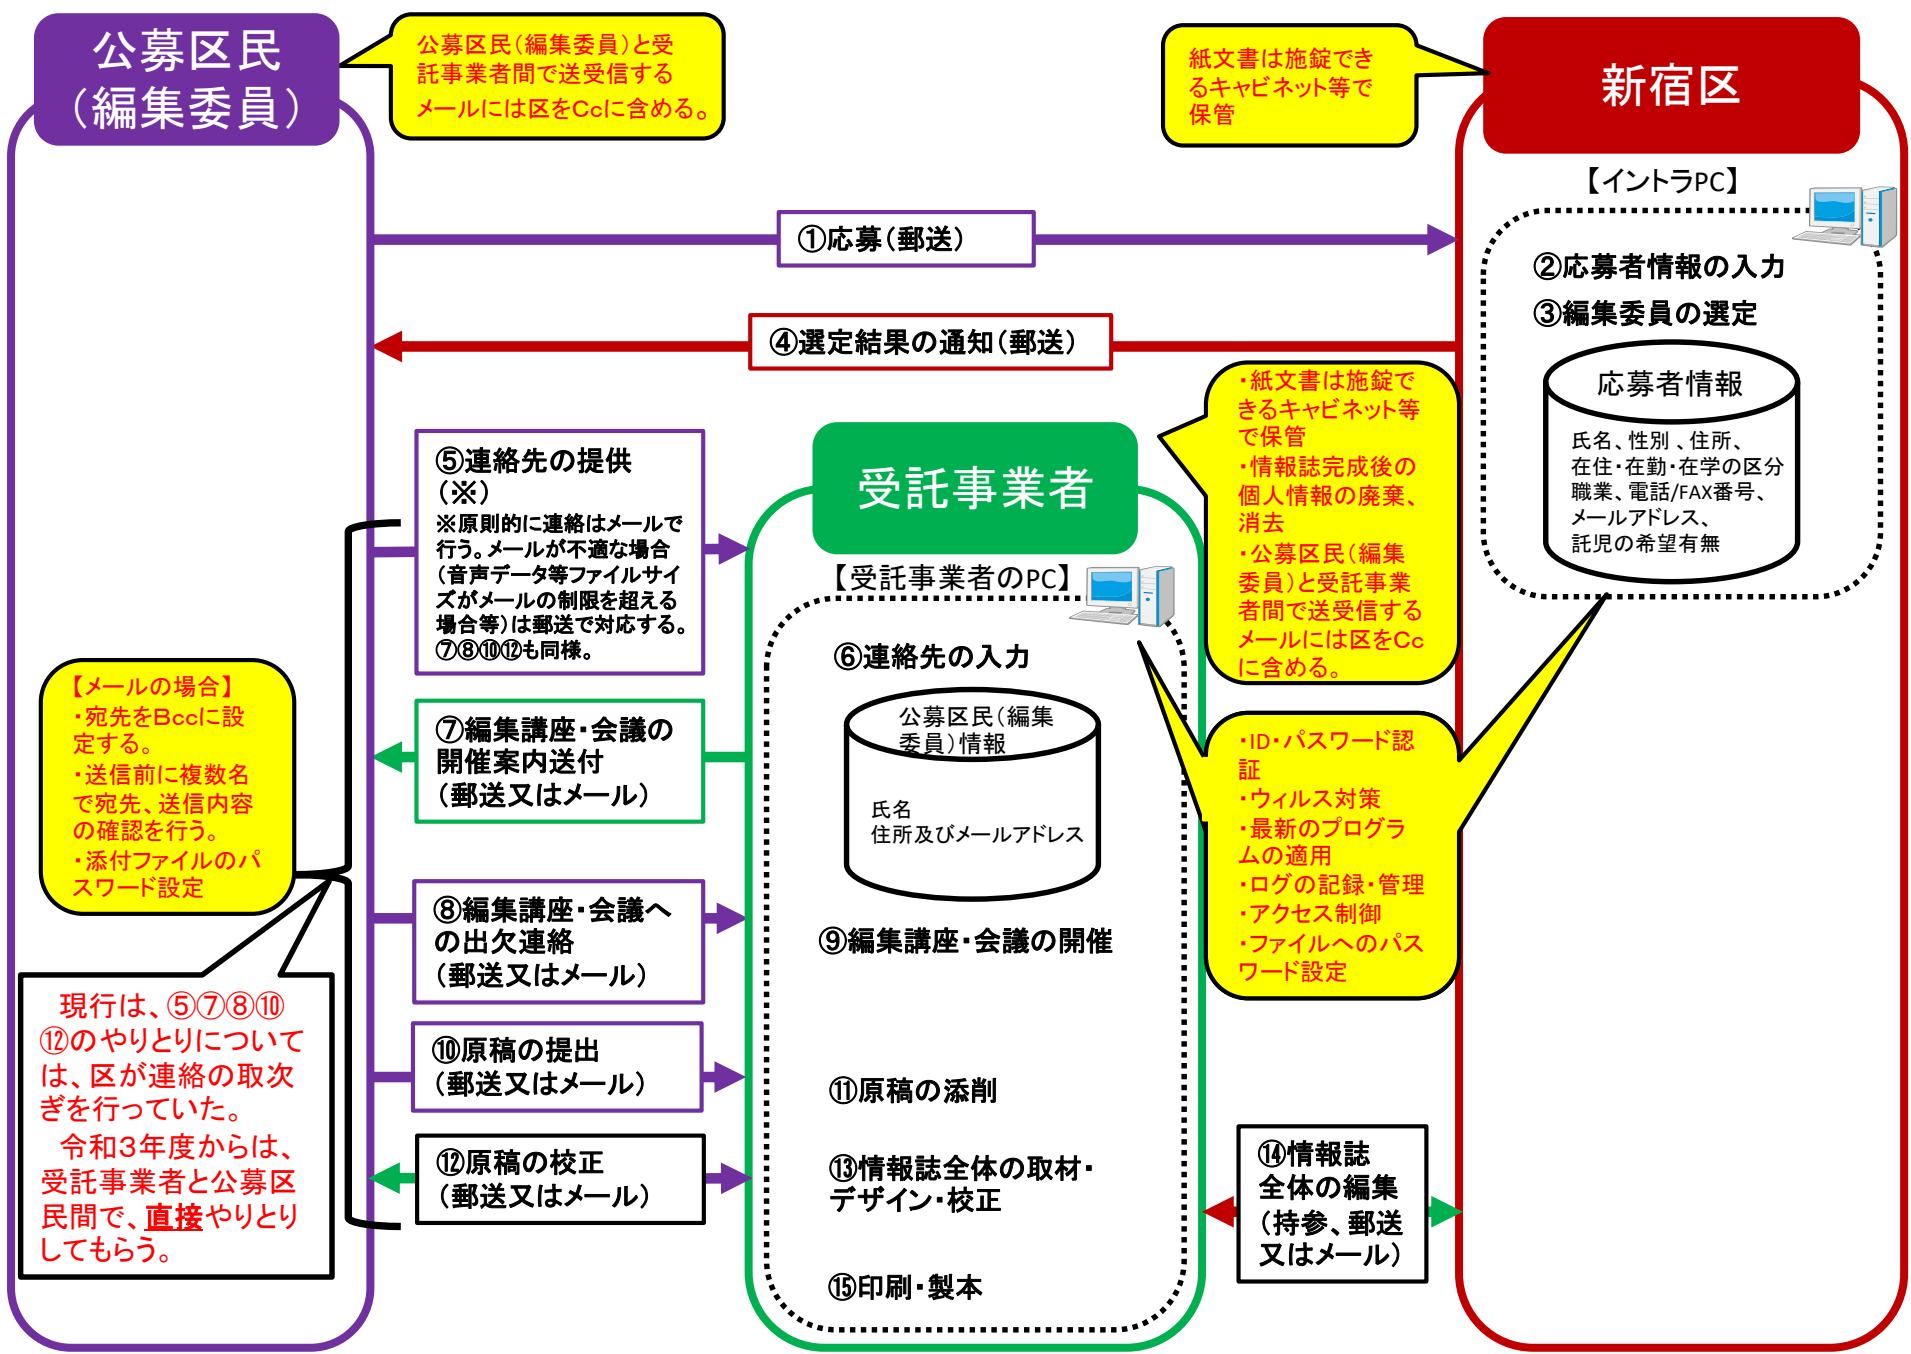 公募区民
（編集委員）
公募区民（編集委員）と受
託事業者間で送受信する
メールには区をCcに含める。
紙文書は施錠でき
るキャビネット等で
保管
新宿区
【イントラPC】
①応募（郵送）
②応募者情報の入力
③編集委員の選定
④選定結果の通知（郵送）
応募者情報
氏名、性別 、住所、
在住・在勤・在学の区分
職業、電話/FAX番号、
メールアドレス、
託児の希望有無
・紙文書は施錠で
きるキャビネット等
で保管
・情報誌完成後の
個人情報の廃棄、
消去
・公募区民（編集
委員）と受託事業
者間で送受信する
メールには区をCc
に含める。
⑤連絡先の提供
（※）
※原則的に連絡はメールで
行う。メールが不適な場合
（音声データ等ファイルサイ
ズがメールの制限を超える
場合等）は郵送で対応する。
⑦⑧⑩⑫も同様。
受託事業者
【受託事業者のPC】
⑥連絡先の入力
公募区民（編集
委員）情報
氏名
住所及びメールアドレス
【メールの場合】
・宛先をBccに設
定する。
・送信前に複数名
で宛先、送信内容
の確認を行う。
・添付ファイルのパ
スワード設定
⑦編集講座・会議の
開催案内送付
（郵送又はメール）
・ID・パスワード認
証
・ウィルス対策
・最新のプログラ
ムの適用
・ログの記録・管理
・アクセス制御
・ファイルへのパス
ワード設定
⑧編集講座・会議へ
の出欠連絡
（郵送又はメール）
⑨編集講座・会議の開催
現行は、⑤⑦⑧⑩
⑫のやりとりについて
は、区が連絡の取次
ぎを行っていた。
令和３年度からは、
受託事業者と公募区
民間で、直接やりとり
してもらう。
⑩原稿の提出
（郵送又はメール）
⑪原稿の添削
⑫原稿の校正
（郵送又はメール）
⑬情報誌全体の取材・
デザイン・校正
⑭情報誌
全体の編集
（持参、郵送
又はメール）
⑮印刷・製本